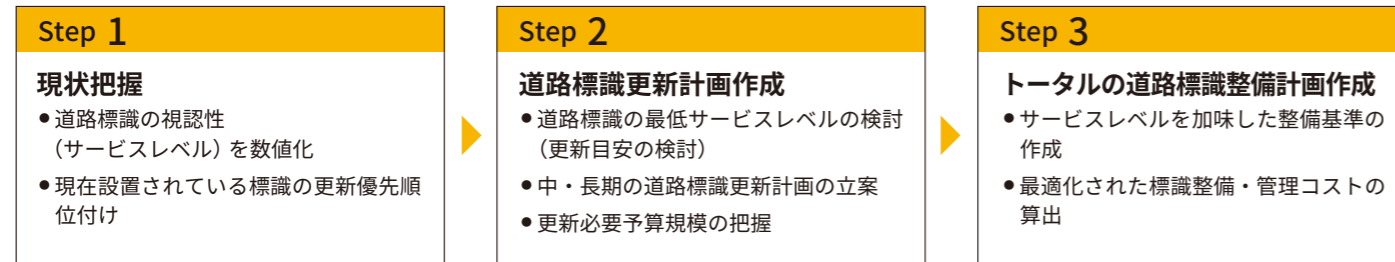 Step 1
現状把握
●道路標識の視認性
（サービスレベル）を数値化
●現在設置されている標識の更新優先順
位付け
Step 2
道路標識更新計画作成
●道路標識の最低サービスレベルの検討
（更新目安の検討）
●中・長期の道路標識更新計画の立案
●更新必要予算規模の把握
Step 3
トータルの道路標識整備計画作成
●サービスレベルを加味した整備基準の
作成
●最適化された標識整備・管理コストの
算出